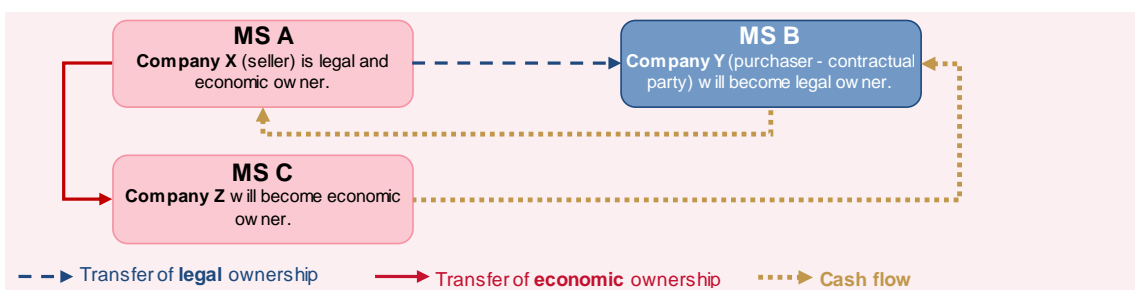 MS A
Company X (seller) is legal and
economic owner.
MS B
Company Y (purchaser - contractual
party) will become legal owner.
MS C
Company Z will become economic
owner.
Transfer of legal ownership
Transfer of economic ownership
Cash flow